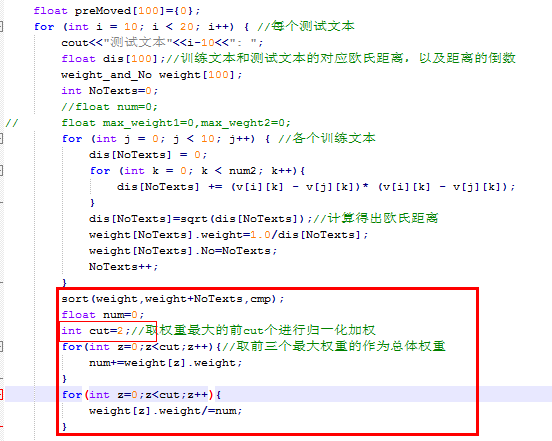 float preMoved[100]={0};
for (int i = 10; i < 20; i++) { //每个测试文本
cout<<"测试文本"<<i-10<<": ";
float dis[100];//训练文本和测试文本的对应欧氏距离，以及距离的倒数
weight_and_No weight[100];
int NoTexts=0;
//float num=0;
// float max_weight1=0,max_weght2=0;
for (int j = 0; j < 10; j++) { //各个训练文本
dis[NoTexts] = 0;
for (int k = 0; k < num2; k++){
dis[NoTexts] += (v[i][k] - v[j][k])* (v[i][k] - v[j][k]);
}
dis[NoTexts]=sqrt(dis[NoTexts]);//计算得出欧氏距离
weight[NoTexts].weight=1.0/dis[NoTexts];
weight[NoTexts].No=NoTexts;
NoTexts++;
}
sort(weight,weight+NoTexts,cmp);
float num=0;
int cut=2;//取权重最大的前cut个进行归一化加权
for(int z=0;z<cut;z++){//取前三个最大权重的作为总体权重
num+=weight[z].weight;
}
for(int z=0;z<cut;z++){
weight[z].weight/=num;
}